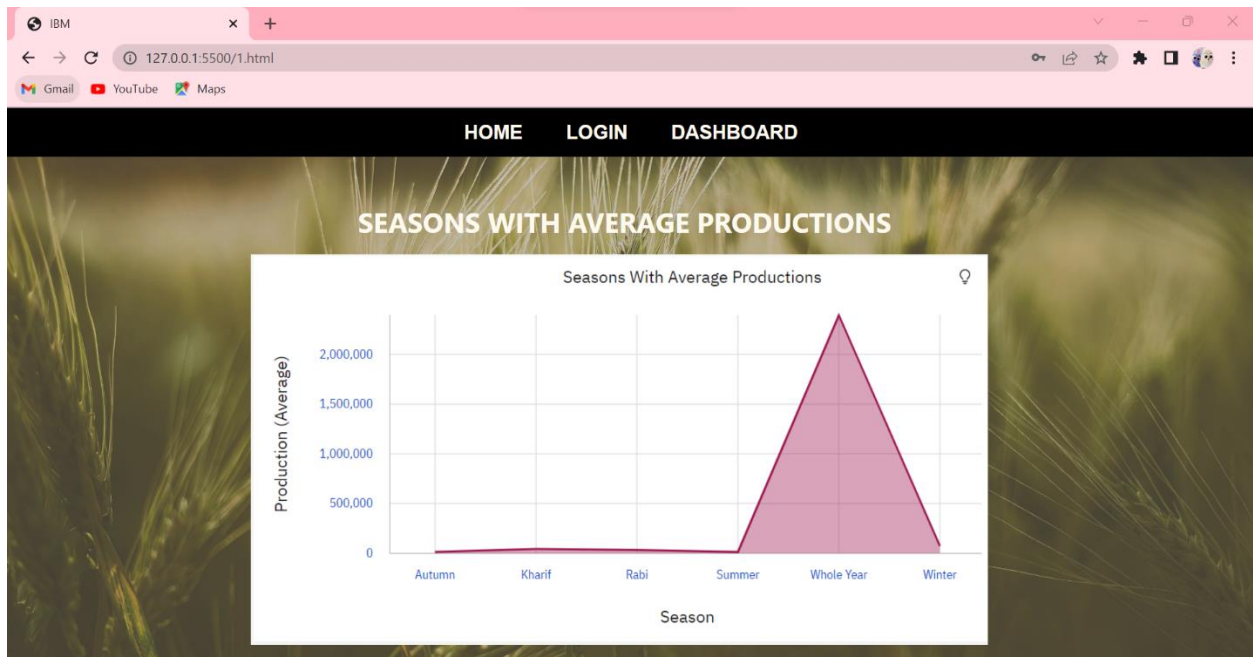 IBM
127.0.0.1:5500/1.html
Gmail YouTube Maps
HOME LOGIN DASHBOARD
SEASONS WITH AVERAGE PRODUCTIONS
Seasons With Average Productions
Production (Average)
2,000,000
1,500,000
1,000,000
500,000
0
Autumn Kharif Rabi Summer Whole Year Winter
Season